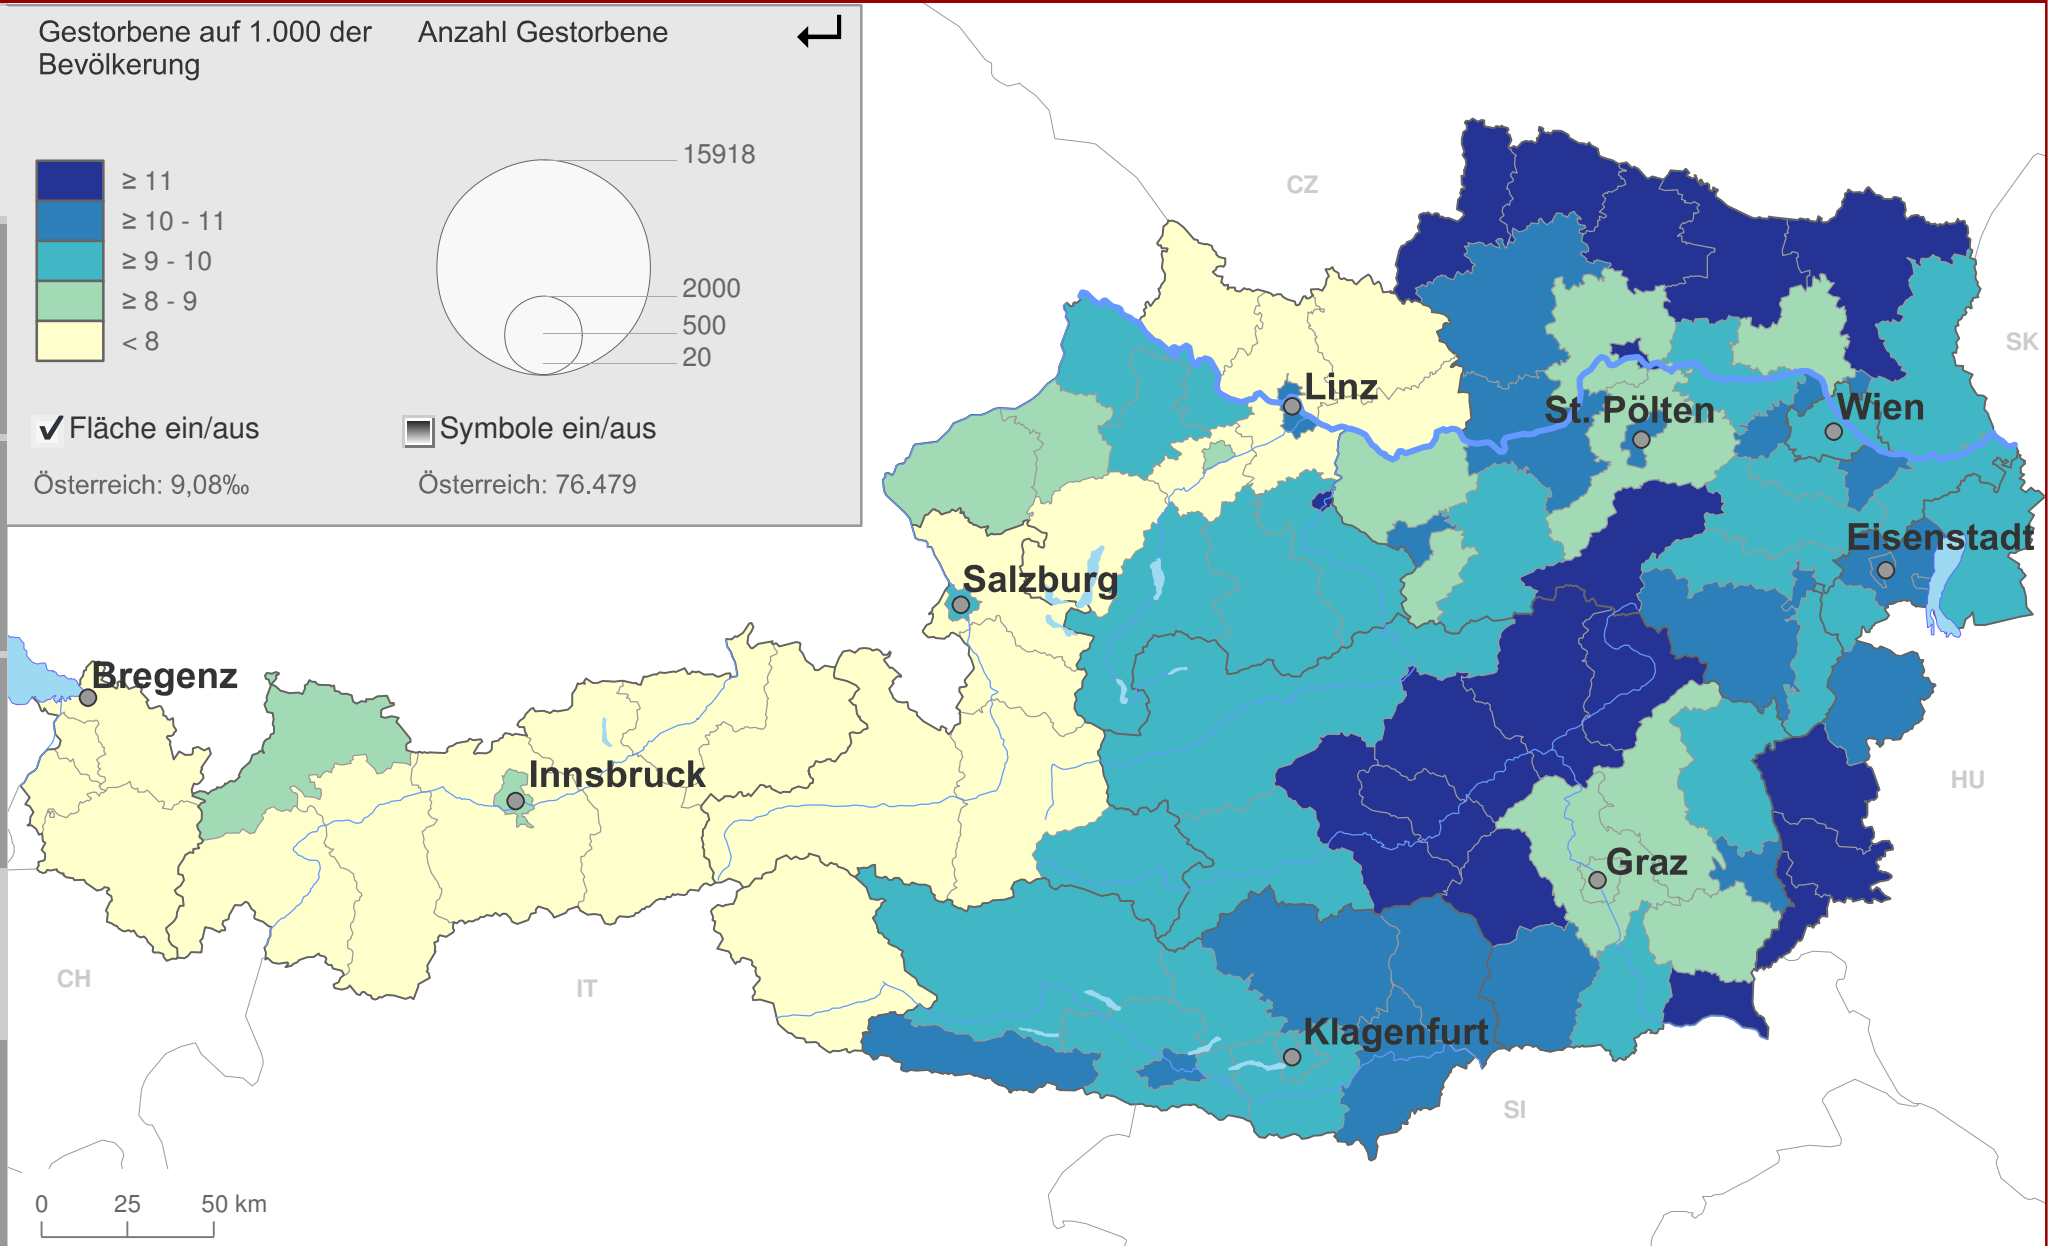 Gestorbene auf 1.000 der
Bevölkerung
Anzahl Gestorbene
≥ 11
≥ 10 - 11
≥ 9 - 10
≥ 8 - 9
< 8
15918
2000
500
20
Fläche ein/aus
Symbole ein/aus
Österreich: 9,08‰
Österreich: 76.479
CZ
SK
Linz
St. Pölten
Wien
Eisenstadt
Salzburg
Bregenz
Innsbruck
HU
Graz
CH
IT
Klagenfurt
SI
0 25 50 km